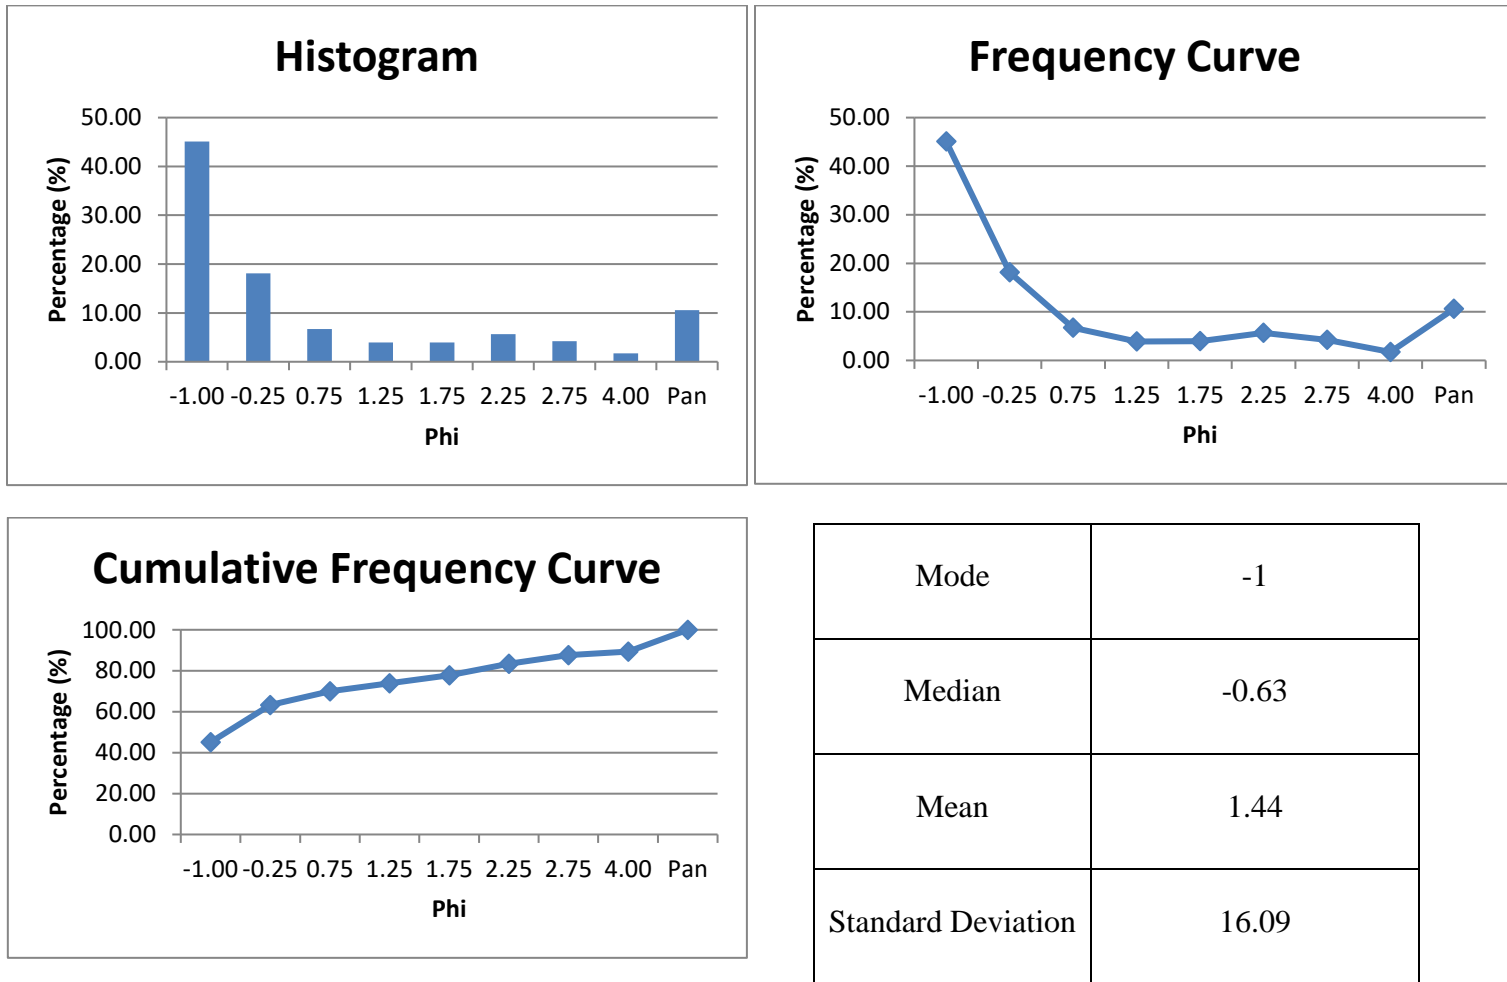 Histogram
Percentage (%)
50.00
40.00
30.00
20.00
10.00
0.00
-1.00 -0.25 0.75 1.25 1.75 2.25 2.75 4.00 Pan
Phi
Frequency Curve
Percentage (%)
50.00
40.00
30.00
20.00
10.00
0.00
-1.00 -0.25 0.75 1.25 1.75 2.25 2.75 4.00 Pan
Phi
Cumulative Frequency Curve
Percentage (%)
100.00
80.00
60.00
40.00
20.00
0.00
-1.00 -0.25 0.75 1.25 1.75 2.25 2.75 4.00 Pan
Phi
Mode -1
Median -0.63
Mean 1.44
Standard Deviation 16.09